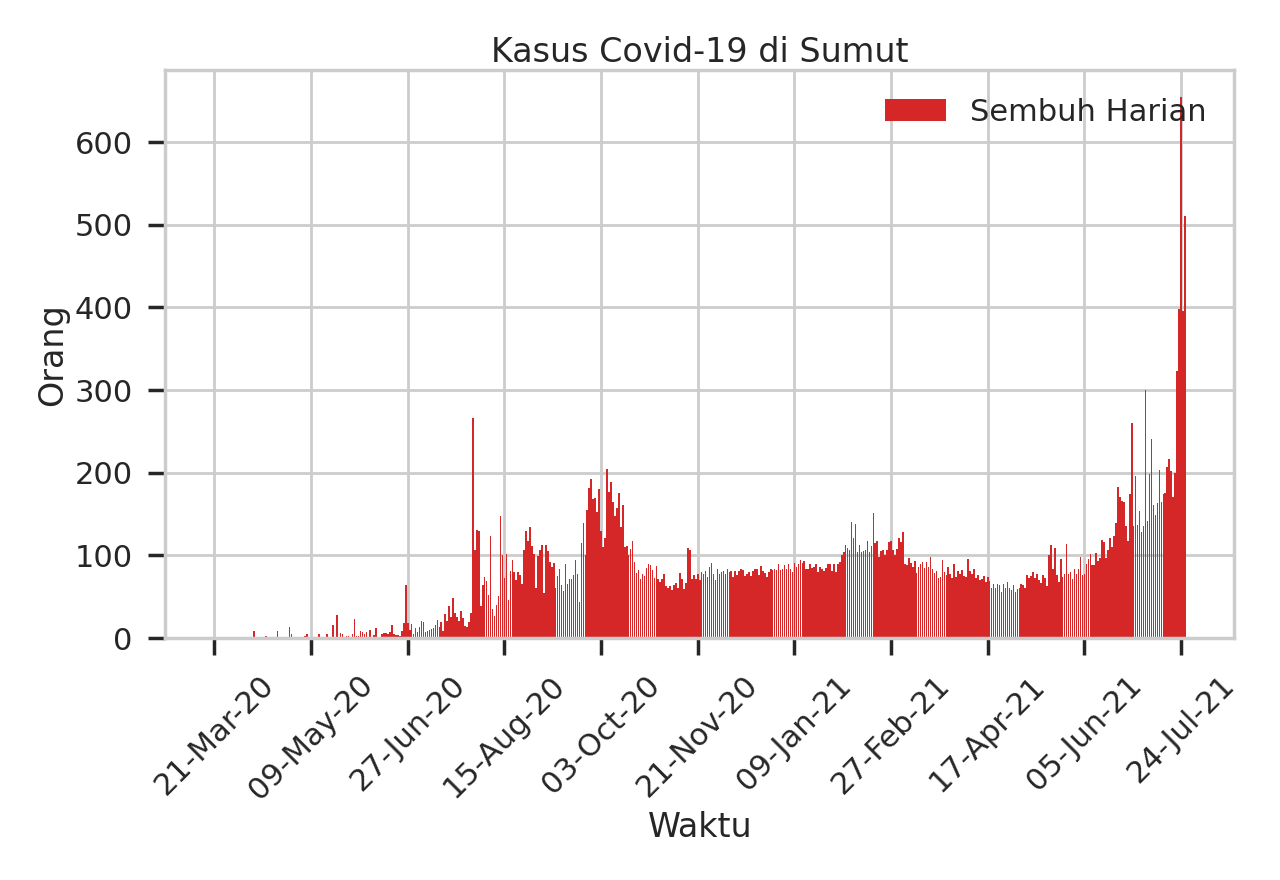 Kasus Covid-19 di Sumut
Sembuh Harian
Orang
600
500
400
300
200
100
0
21-Mar-20
09-May-20
27-Jun-20
15-Aug-20
03-Oct-20
21-Nov-20
09-Jan-21
27-Feb-21
17-Apr-21
05-Jun-21
24-Jul-21
Waktu